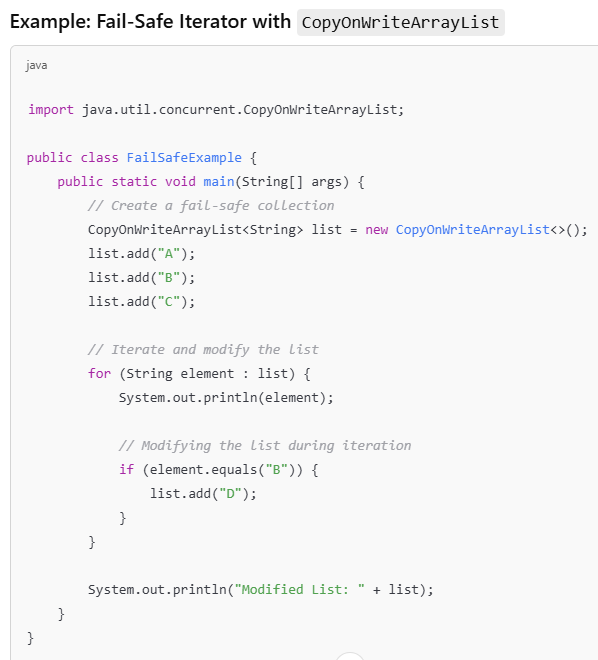 Example: Fail-Safe Iterator with CopyOnWriteArrayList
java
import java.util.concurrent.CopyOnWriteArrayList;
public class FailSafeExample {
public static void main(String[] args) {
// Create a fail-safe collection
CopyOnWriteArrayList<String> list = new CopyOnWriteArrayList<>();
list.add("A");
list.add("B");
list.add("C");
// Iterate and modify the list
for (String element : list) {
System.out.println(element);
// Modifying the list during iteration
if (element.equals("B")) {
list.add("D");
}
}
System.out.println("Modified List: " + list);
}
}